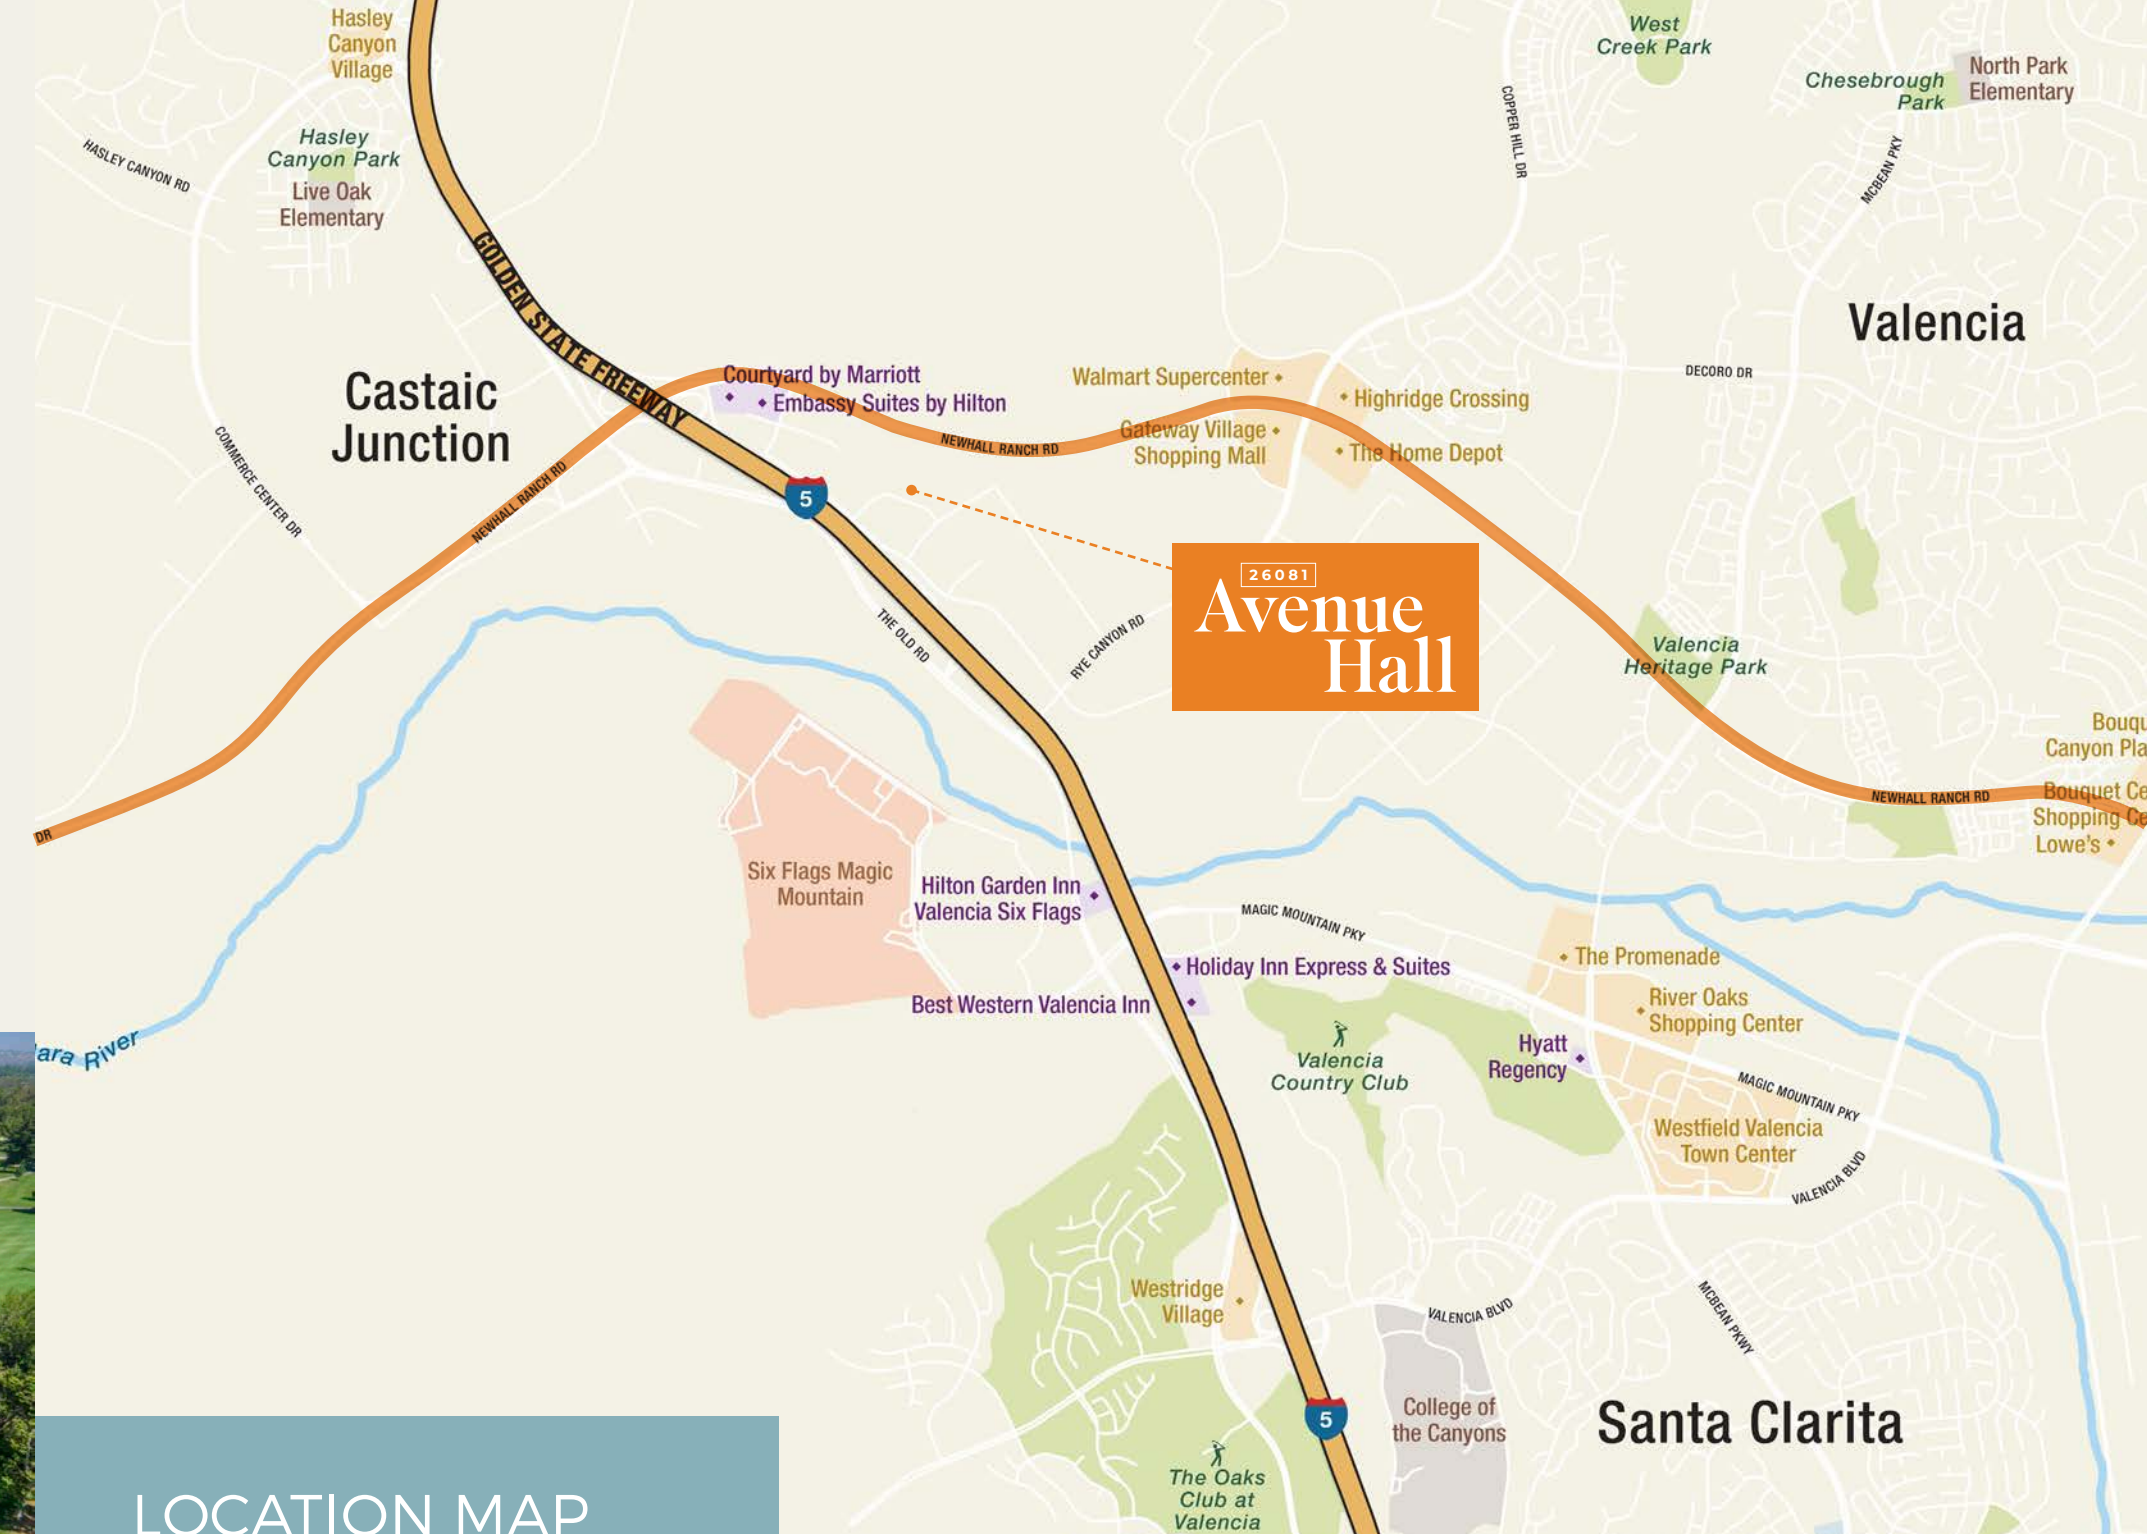 Hasley
Canyon
Village
West
Creek Park
Chesebrough
Park
North Park
Elementary
HASLEY CANYON RD
Hasley
Canyon Park
Live Oak
Elementary
COPPER HILL DR
MCBEAN PKY
GOLDEN STATE FREEWAY
Valencia
Castaic
Junction
Courtyard by Marriott
Embassy Suites by Hilton
Walmart Supercenter
Highridge Crossing
DECORO DR
NEWHALL RANCH RD
Gateway Village
Shopping Mall
The Home Depot
COMMERCE CENTER DR
NEWHALL RANCH RD
5
26081
Avenue
Hall
THE OLD RD
RYE CANYON RD
Valencia
Heritage Park
Canyon
NEWHALL RANCH RD
Bouquet
Shopping
Lowe's
DR
Six Flags Magic
Mountain
Hilton Garden Inn
Valencia Six Flags
MAGIC MOUNTAIN PKY
Holiday Inn Express & Suites
Best Western Valencia Inn
The Promenade
River Oaks
Shopping Center
River
Valencia
Country Club
Hyatt
Regency
MAGIC MOUNTAIN PKY
Westfield Valencia
Town Center
VALENCIA BLVD
Westridge
Village
VALENCIA BLVD
MCBEAN PKWY
5
College of
the Canyons
Santa Clarita
The Oaks
Club at
Valencia
LOCATION MAP